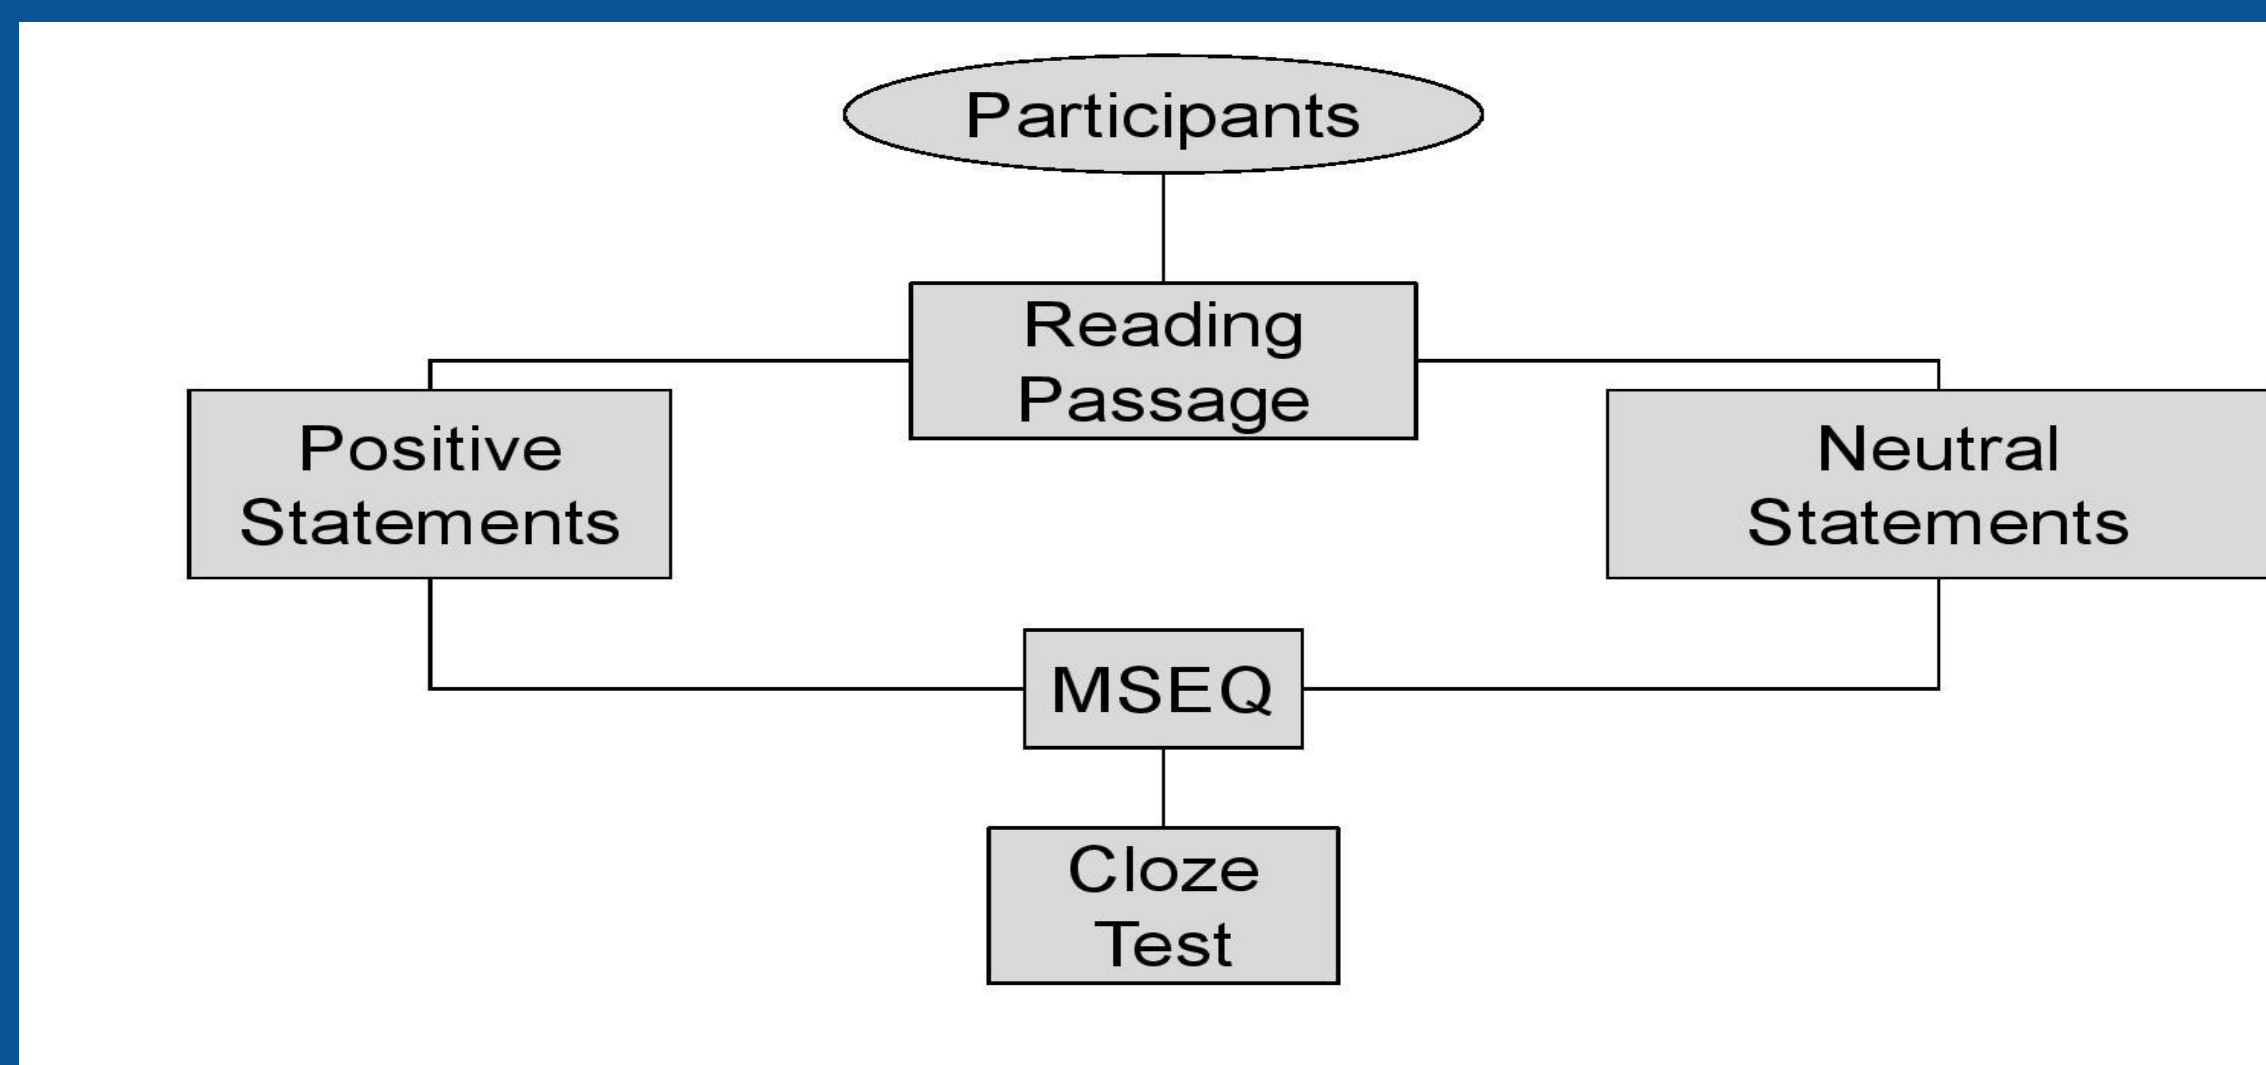 Participants
Reading
Passage
Positive
Statements
Neutral
Statements
MSEQ
Cloze
Test